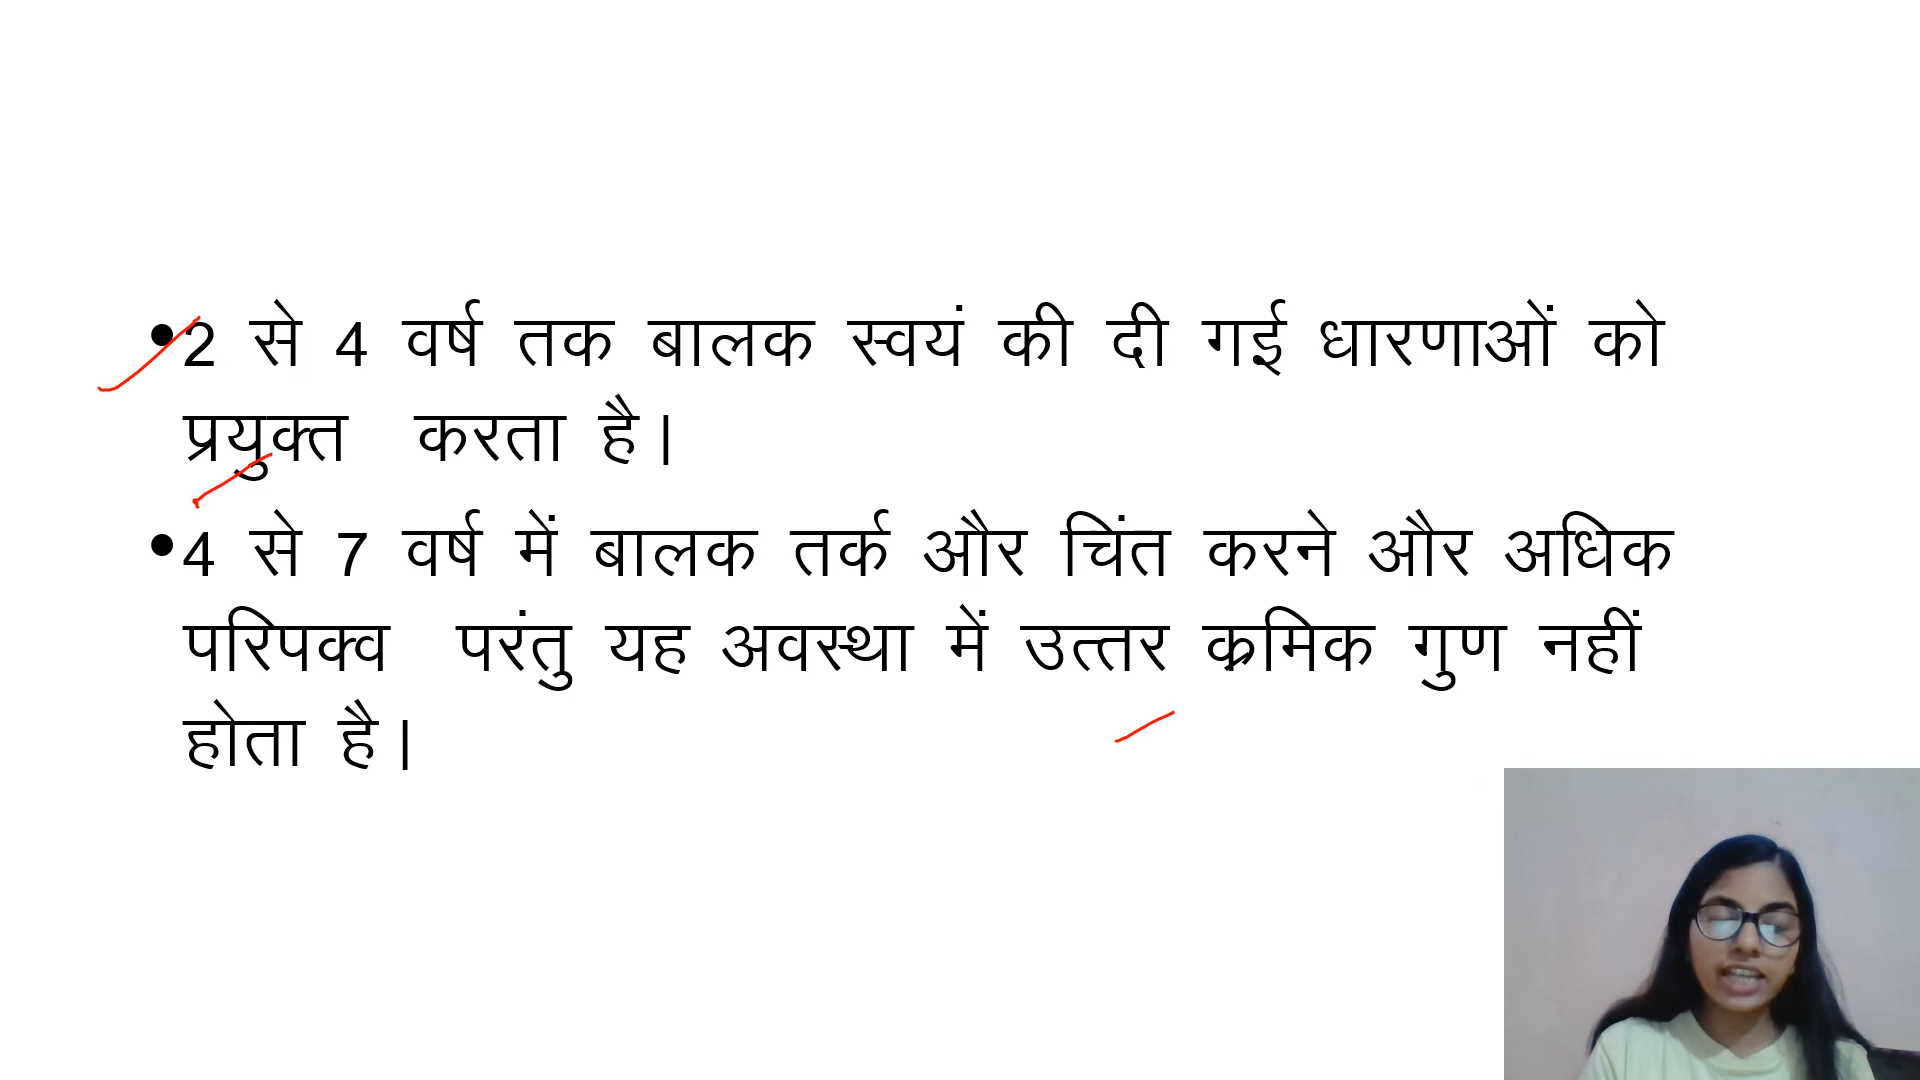 •2 से 4 वर्ष तक बालक स्वयं की दी गई धारणाओं को
प्रयुक्त करता है।
•4 से 7 वर्ष में बालक तर्क और चिंत करने और अधिक
परिपक्व परंतु यह अवस्था में उत्तर क्रमिक गुण नहीं
होता है।